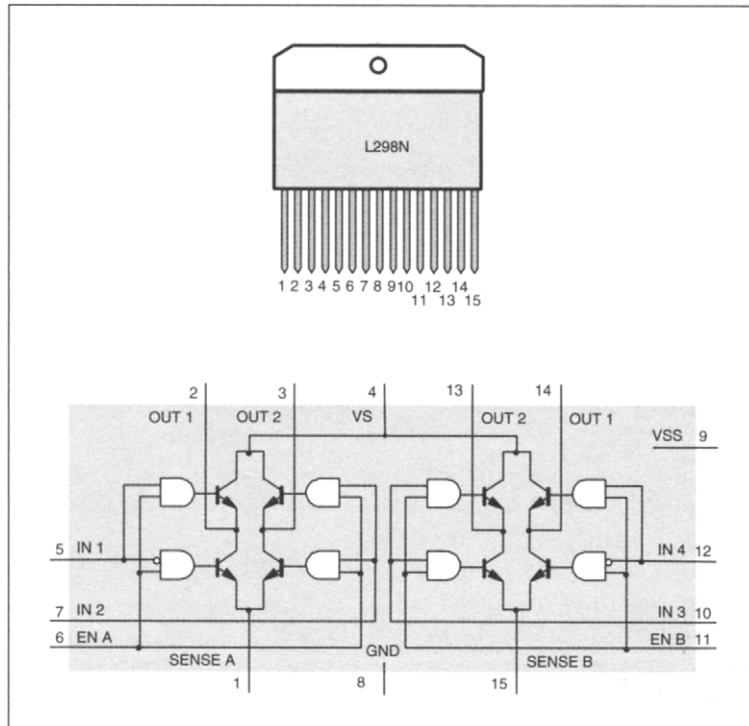 L298N
1 2 3 4 5 6 7 8 9 10 12 14
11 13 15
2 3 4 13 14
OUT 1 OUT 2 VS OUT 2 OUT 1
VSS 9
5 IN 1 IN 4 12
7 IN 2 IN 3 10
6 EN A GND EN B 11
SENSE A SENSE B
1 8 15